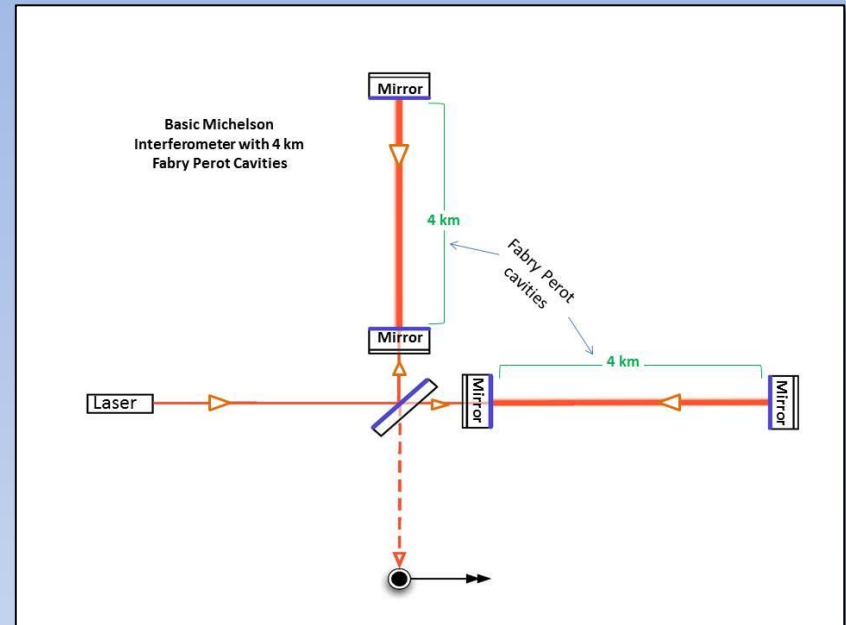 Mirror
Basic Michelson
Interferometer with 4 km
Fabry Perot Cavities
4 km
Fabry Perot
cavities
Mirror
4 km
Laser
Mirror
Mirror